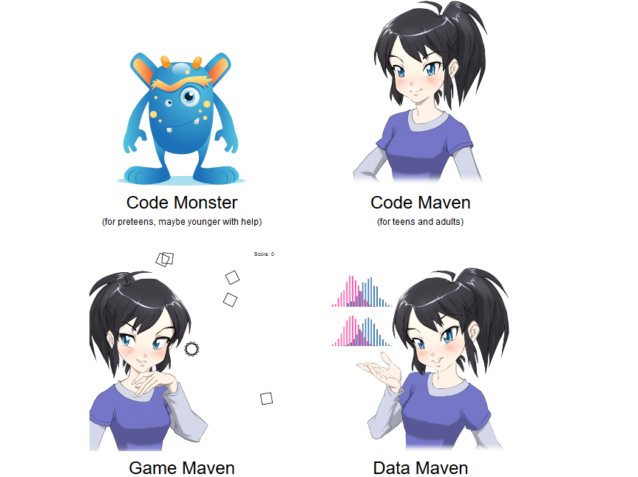 Code Monster
(for preteens, maybe younger with help)
Code Maven
(for teens and adults)
Score: 0
Game Maven
Data Maven